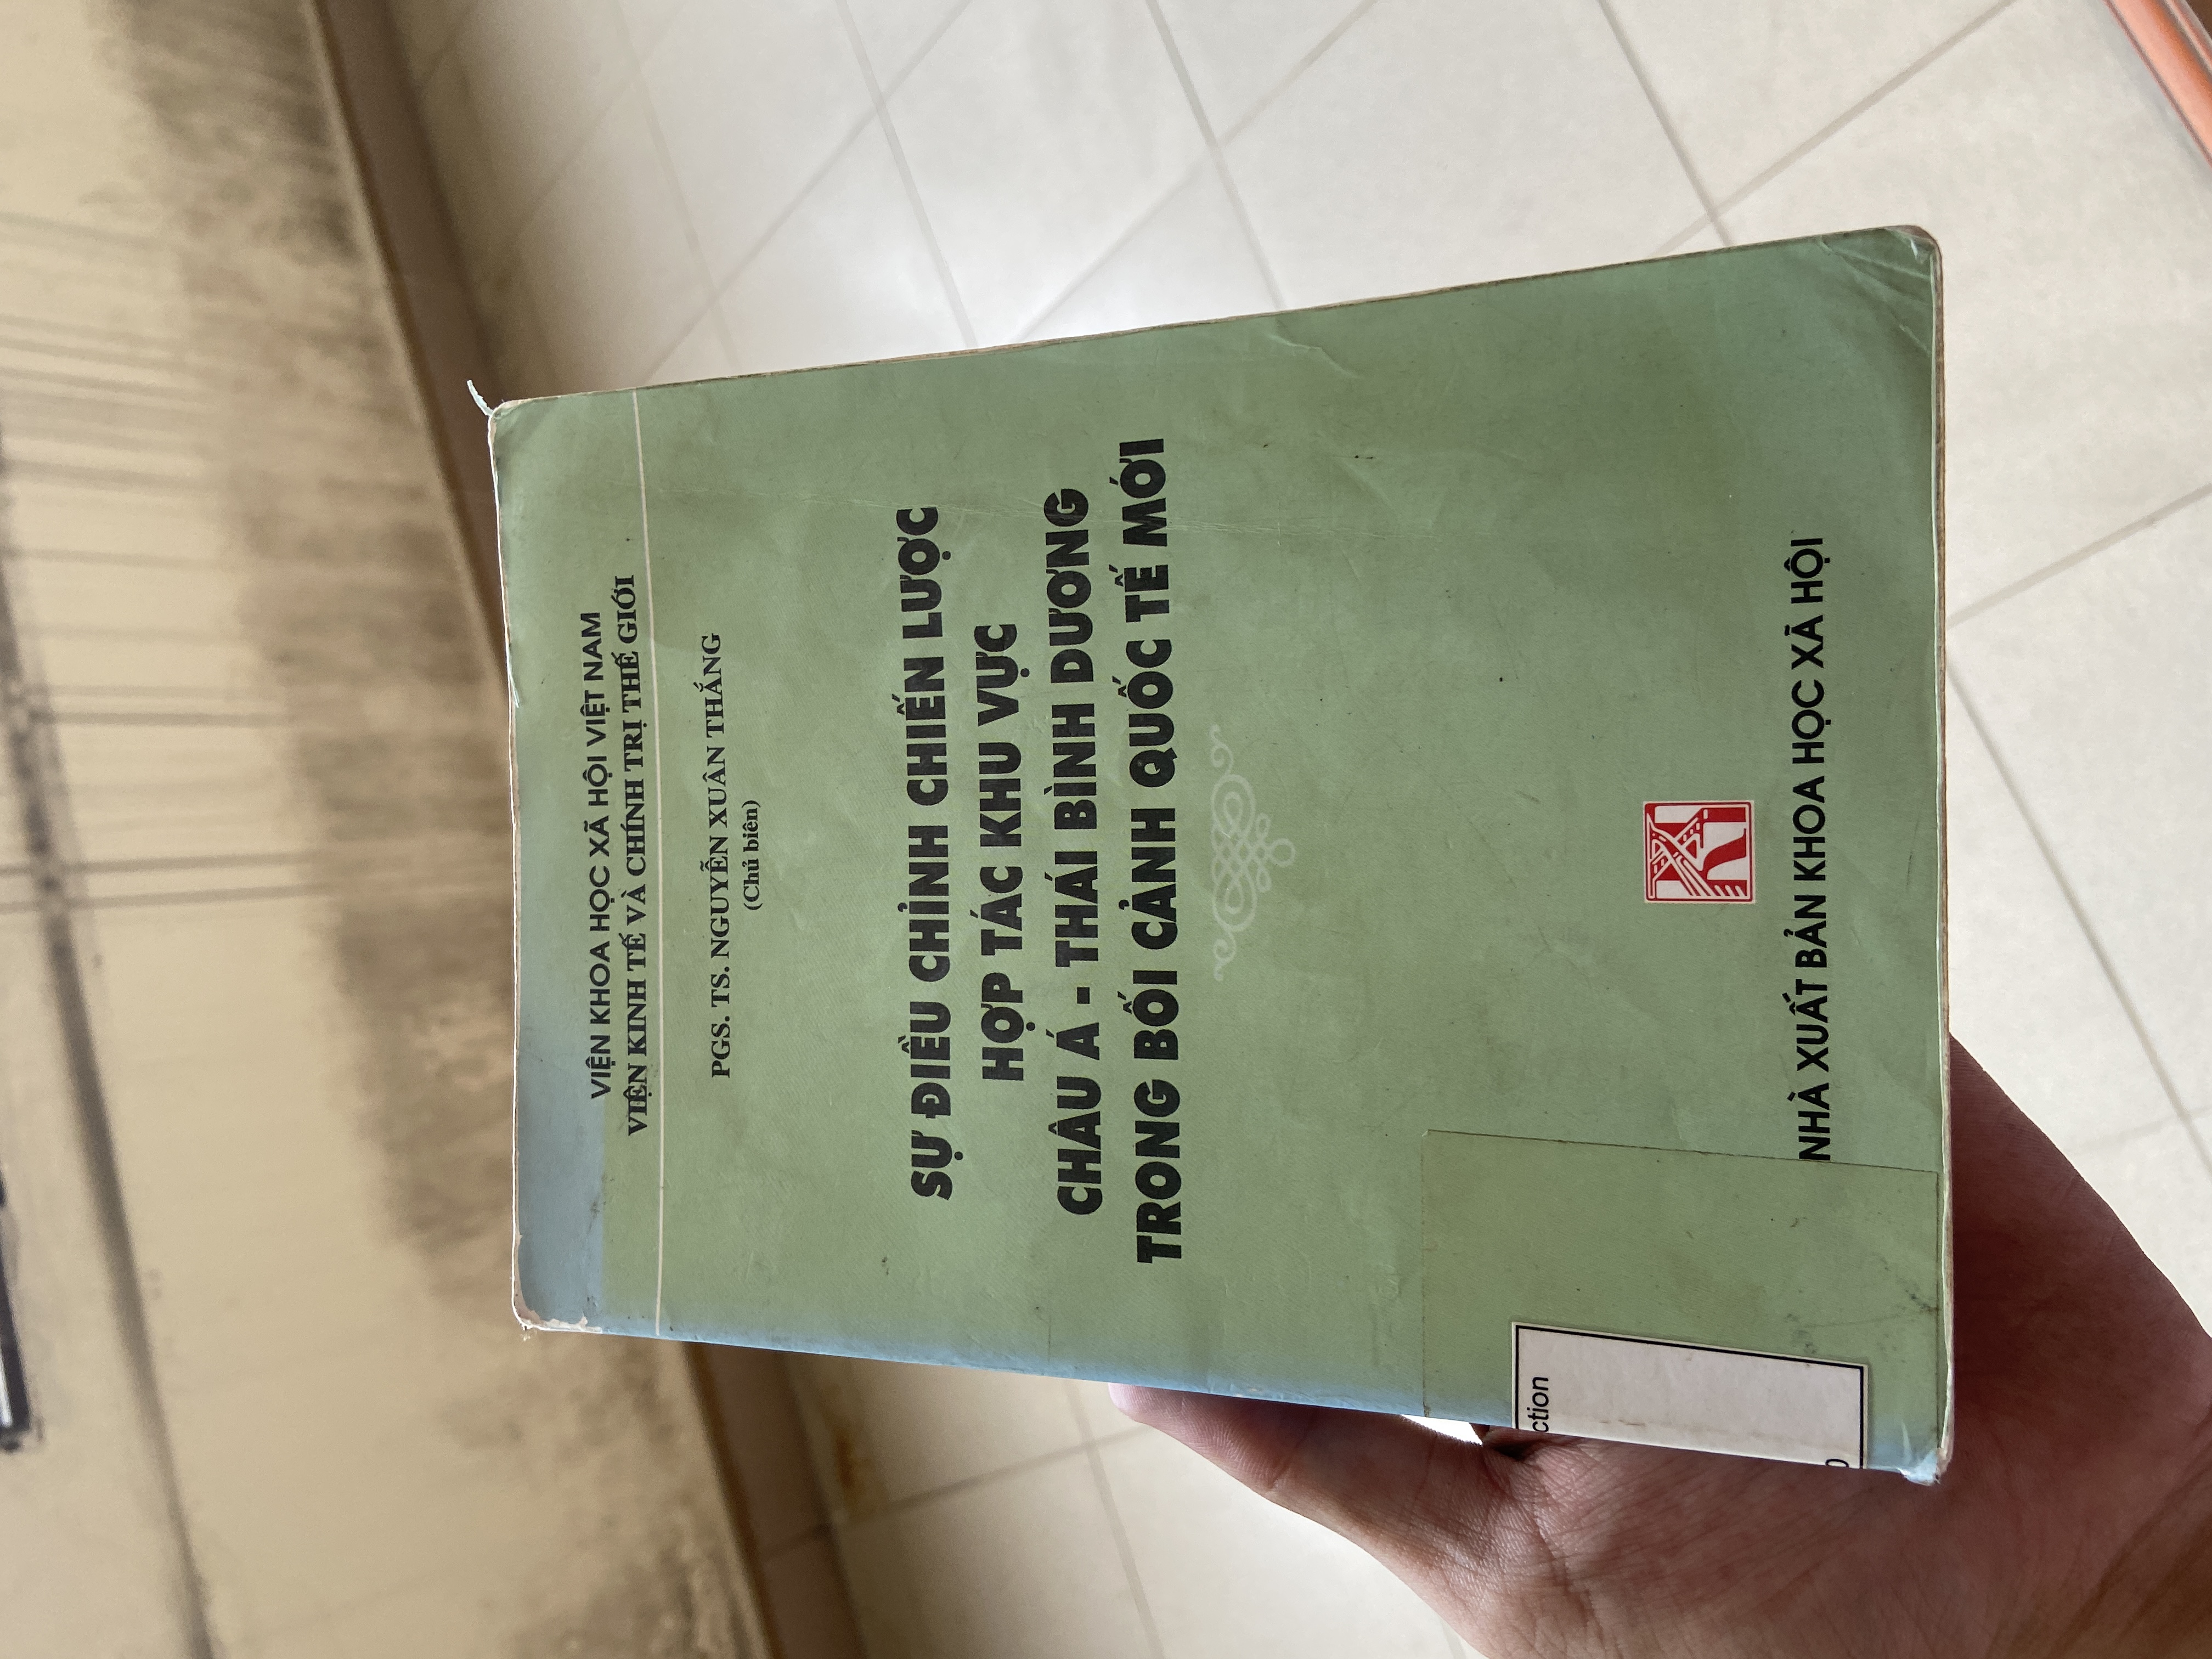 VIỆN KHOA HỌC XÃ HỘI VIỆT NAM
VIỆN KINH TẾ VÀ CHÍNH TRỊ THẾ GIỚI
PGS. TS. NGUYỄN XUÂN THẮNG
(Chủ biên)
SỰ ĐIỀU CHỈNH CHIẾN LƯỢC
HỢP TÁC KHU VỰC
CHÂU Á - THÁI BÌNH DƯƠNG
TRONG BỐI CẢNH QUỐC TẾ MỚI
ction
0
NHÀ XUẤT BẢN KHOA HỌC XÃ HỘI